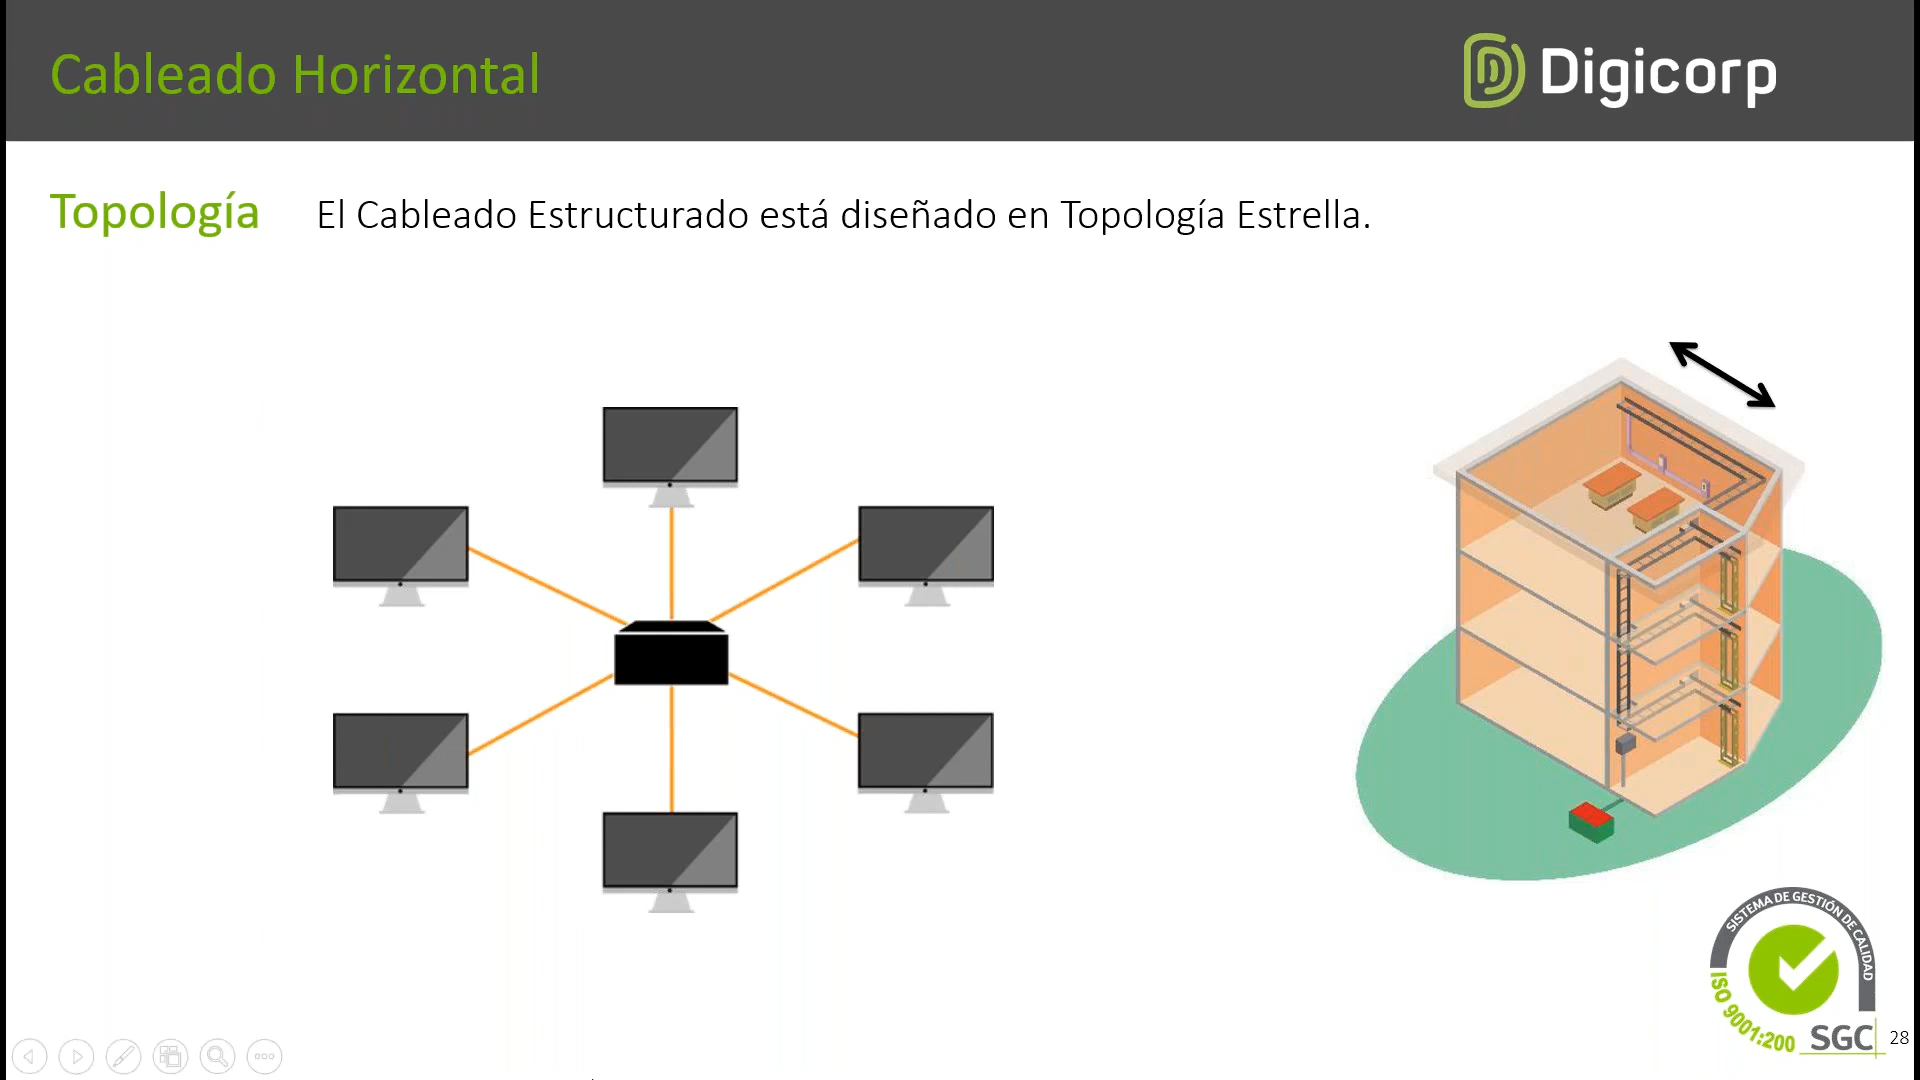 Cableado Horizontal
Digicorp
Topología
El Cableado Estructurado está diseñado en Topología Estrella.
SISTEMA DE GESTIÓN DE CALIDAD
ISO 9001:200
SGC
28